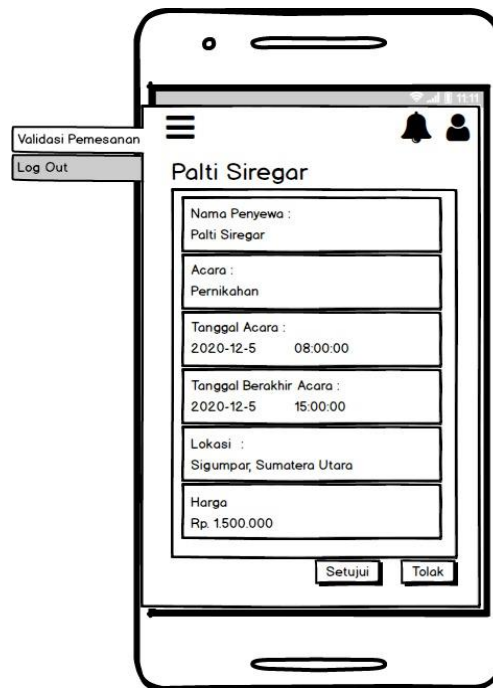 11:11
Validasi Pemesanan
Log Out
Palti Siregar
Nama Penyewa :
Palti Siregar
Acara :
Pernikahan
Tanggal Acara :
2020-12-5 08:00:00
Tanggal Berakhir Acara :
2020-12-5 15:00:00
Lokasi :
Sigumpar, Sumatera Utara
Harga
Rp. 1.500.000
Setujui Tolak